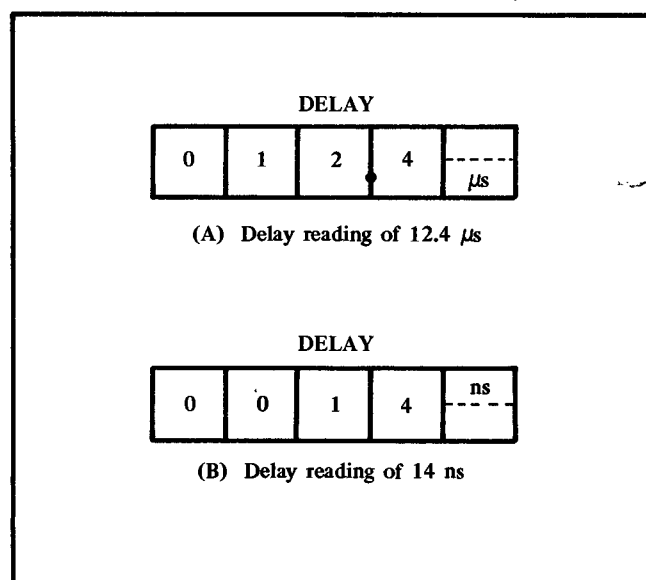 DELAY
0 1 2 4 μs
(A) Delay reading of 12.4 μs
DELAY
0 0 1 4 ns
(B) Delay reading of 14 ns